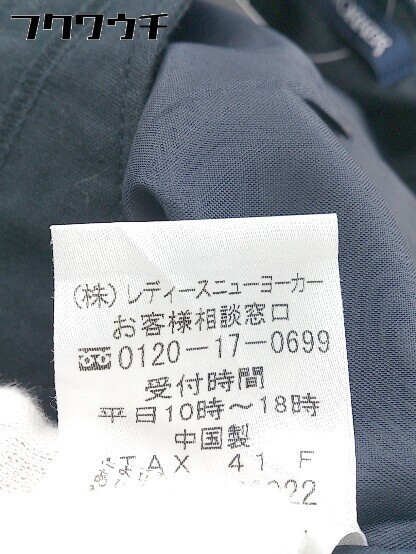 フクワウチ
(株)レディースニューヨーカー
お客様相談窓口
0120-17-0699
受付時間
平日10時～18時
中国製
TAX 41 F